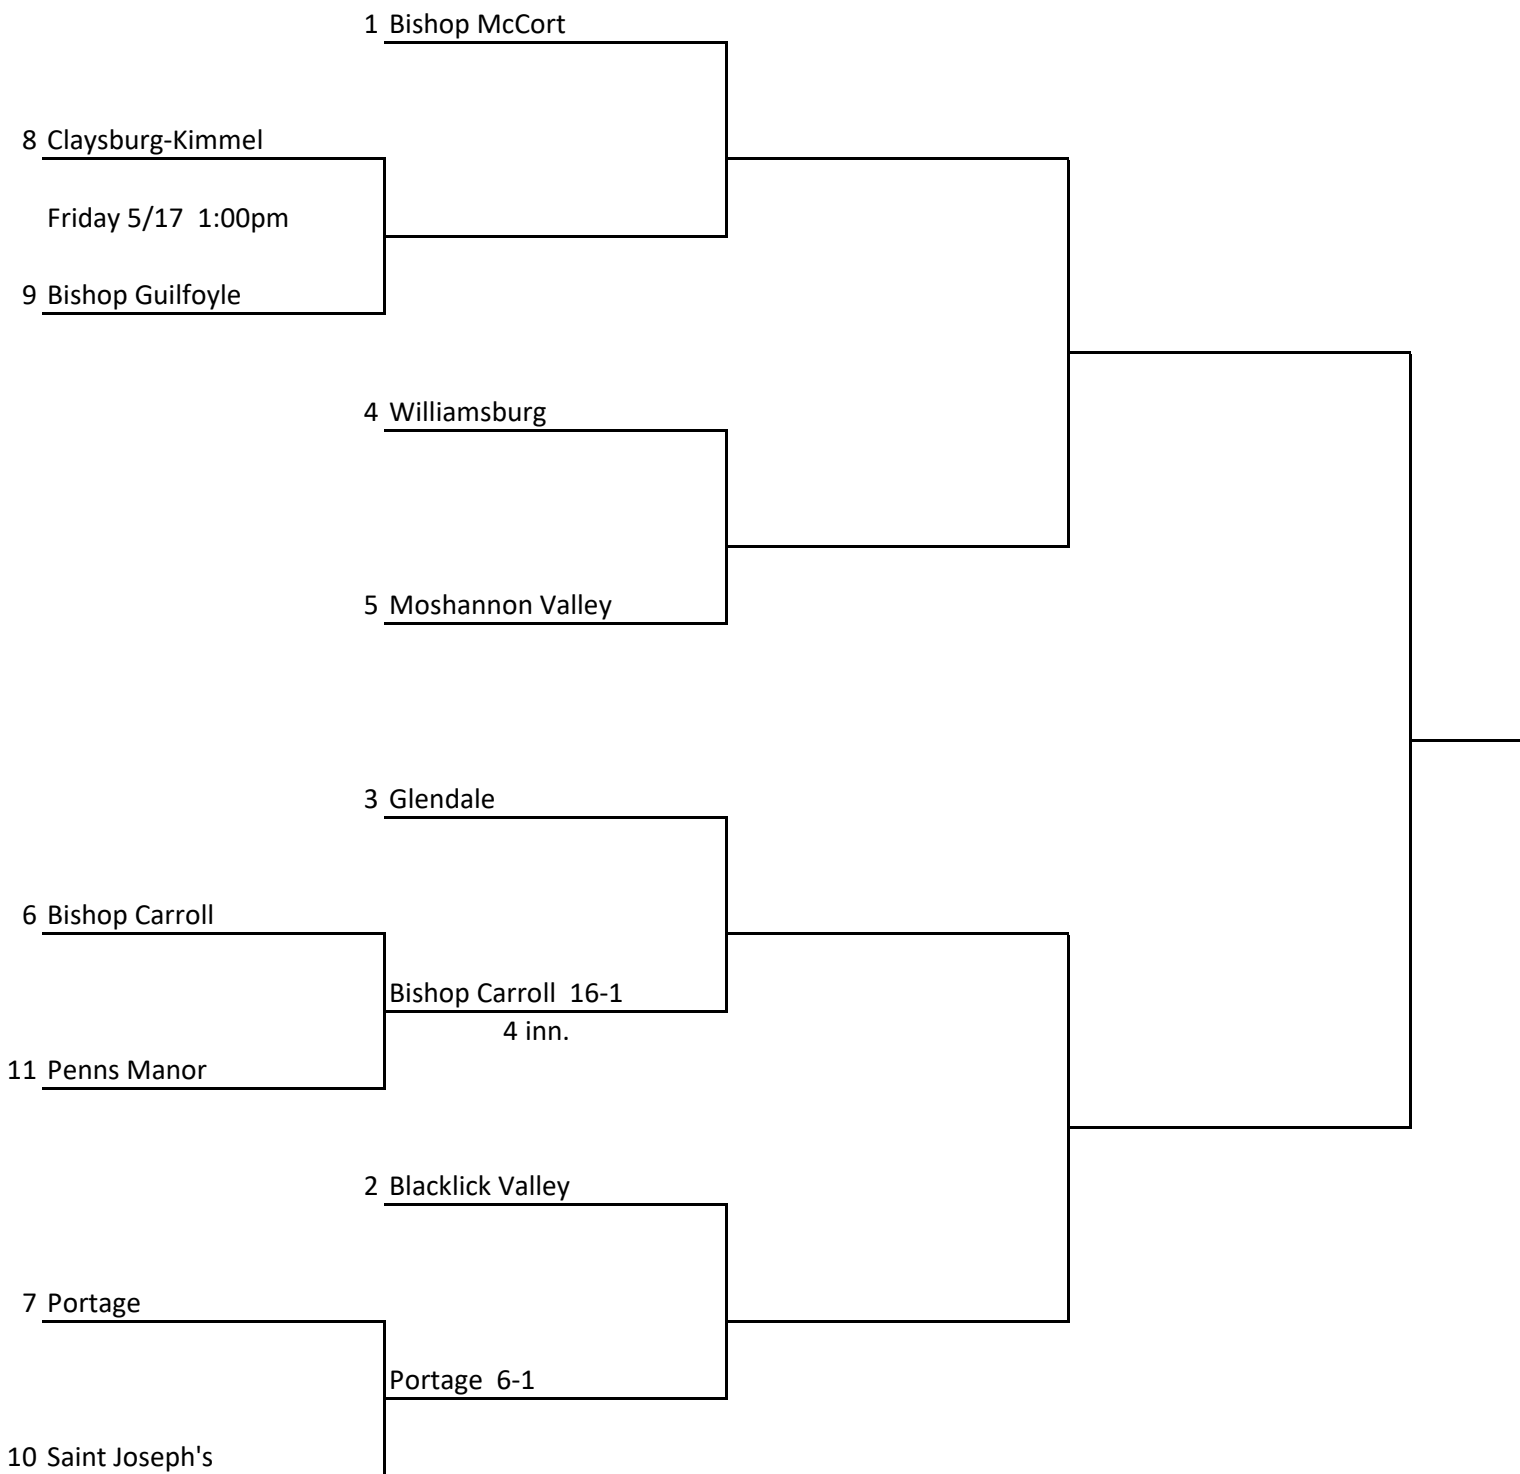 1 Bishop McCort
8 Claysburg-Kimmel
Friday 5/17 1:00pm
9 Bishop Guilfoyle
4 Williamsburg
5 Moshannon Valley
3 Glendale
6 Bishop Carroll
Bishop Carroll 16-1
4 inn.
11 Penns Manor
2 Blacklick Valley
7 Portage
Portage 6-1
10 Saint Joseph's